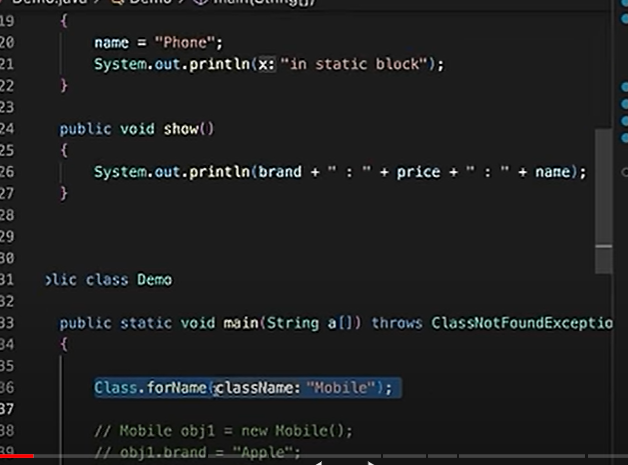 Demo.java Demo main(String[])
19 {
20 name = "Phone";
21 System.out.println(x: "in static block");
22 }
23
24 public void show()
25 {
26 System.out.println(brand + " : " + price + " : " + name);
27 }
28
29
30
31 blic class Demo
32
33 public static void main(String a[]) throws ClassNotFoundExceptio
34 {
35
36 Class.forName(className: "Mobile");
37
38 // Mobile obj1 = new Mobile();
39 // obj1.brand = "Apple";